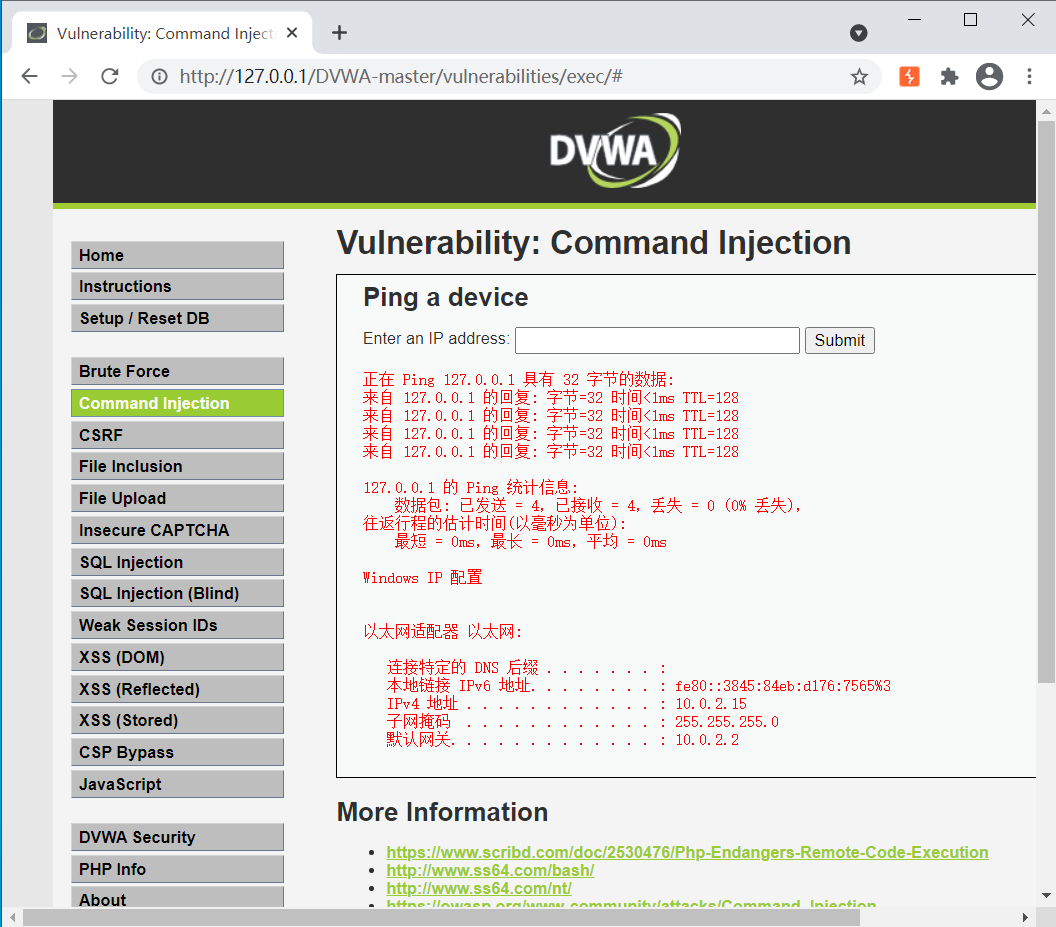 Vulnerability: Command Injecti
http://127.0.0.1/DVWA-master/vulnerabilities/exec/#
DVWA
Home
Instructions
Setup / Reset DB
Brute Force
Command Injection
CSRF
File Inclusion
File Upload
Insecure CAPTCHA
SQL Injection
SQL Injection (Blind)
Weak Session IDs
XSS (DOM)
XSS (Reflected)
XSS (Stored)
CSP Bypass
JavaScript
DVWA Security
PHP Info
About
Vulnerability: Command Injection
Ping a device
Enter an IP address: Submit
正在 Ping 127.0.0.1 具有 32 字节的数据:
来自 127.0.0.1 的回复: 字节=32 时间<1ms TTL=128
来自 127.0.0.1 的回复: 字节=32 时间<1ms TTL=128
来自 127.0.0.1 的回复: 字节=32 时间<1ms TTL=128
来自 127.0.0.1 的回复: 字节=32 时间<1ms TTL=128
127.0.0.1 的 Ping 统计信息:
数据包: 已发送 = 4，已接收 = 4，丢失 = 0 (0% 丢失)，
往返行程的估计时间(以毫秒为单位):
最短 = 0ms，最长 = 0ms，平均 = 0ms
Windows IP 配置
以太网适配器 以太网:
连接特定的 DNS 后缀 . . . . . . . :
本地链接 IPv6 地址. . . . . . . . : fe80::3845:84eb:d176:7565%3
IPv4 地址 . . . . . . . . . . . . : 10.0.2.15
子网掩码 . . . . . . . . . . . . : 255.255.255.0
默认网关. . . . . . . . . . . . . : 10.0.2.2
More Information
https://www.scribd.com/doc/2530476/Php-Endangers-Remote-Code-Execution
http://www.ss64.com/bash/
http://www.ss64.com/nt/
https://owasp.org/www-community/attacks/Command_Injection